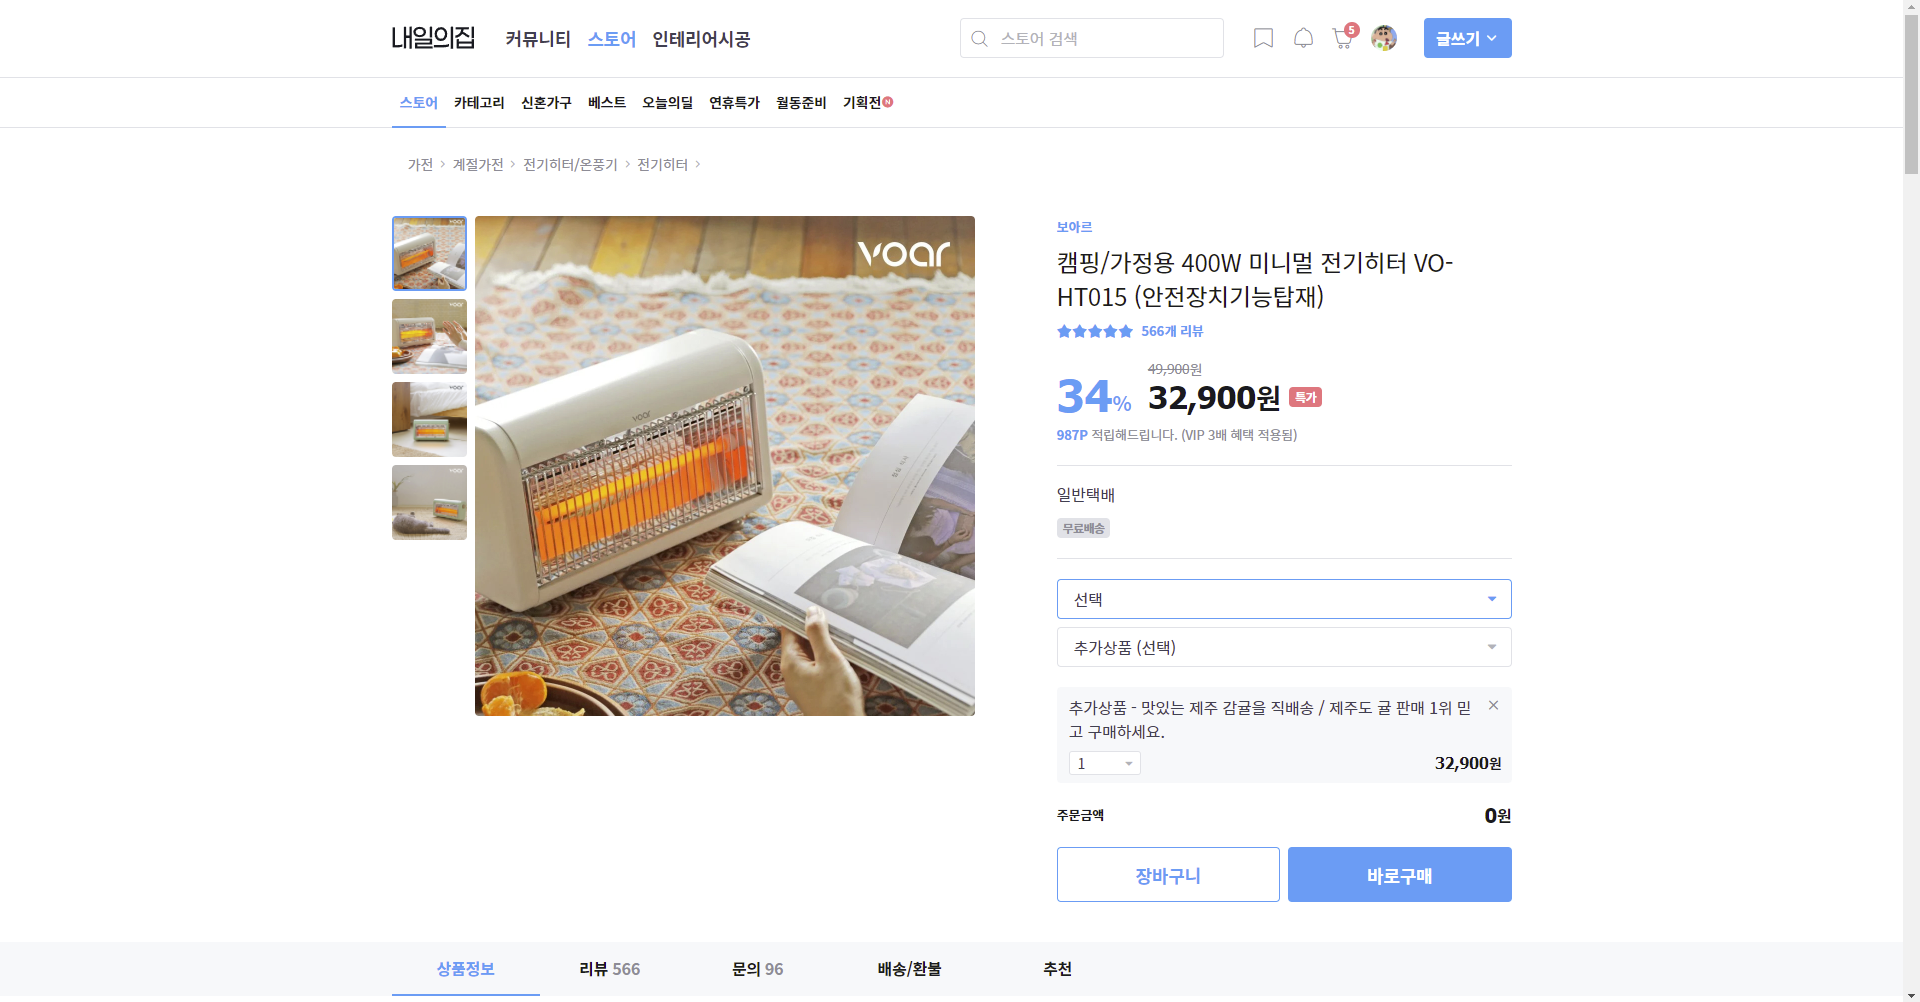 내일의집
커뮤니티 스토어 인테리어시공
스토어 검색
5
글쓰기
스토어 카테고리 신혼가구 베스트 오늘의딜 연휴특가 월동준비 기획전 N
가전 계절가전 전기히터/온풍기 전기히터
voar
voar
보아르
캠핑/가정용 400W 미니멀 전기히터 VO-
HT015 (안전장치기능탑재)
566개 리뷰
49,900원
34% 32,900원 특가
987P 적립해드립니다. (VIP 3배 혜택 적용됨)
일반택배
무료배송
선택
추가상품 (선택)
추가상품 - 맛있는 제주 감귤을 직배송 / 제주도 귤 판매 1위 믿
고 구매하세요.
1
32,900원
주문금액
0원
장바구니
바로구매
상품정보 리뷰 566 문의 96 배송/환불 추천